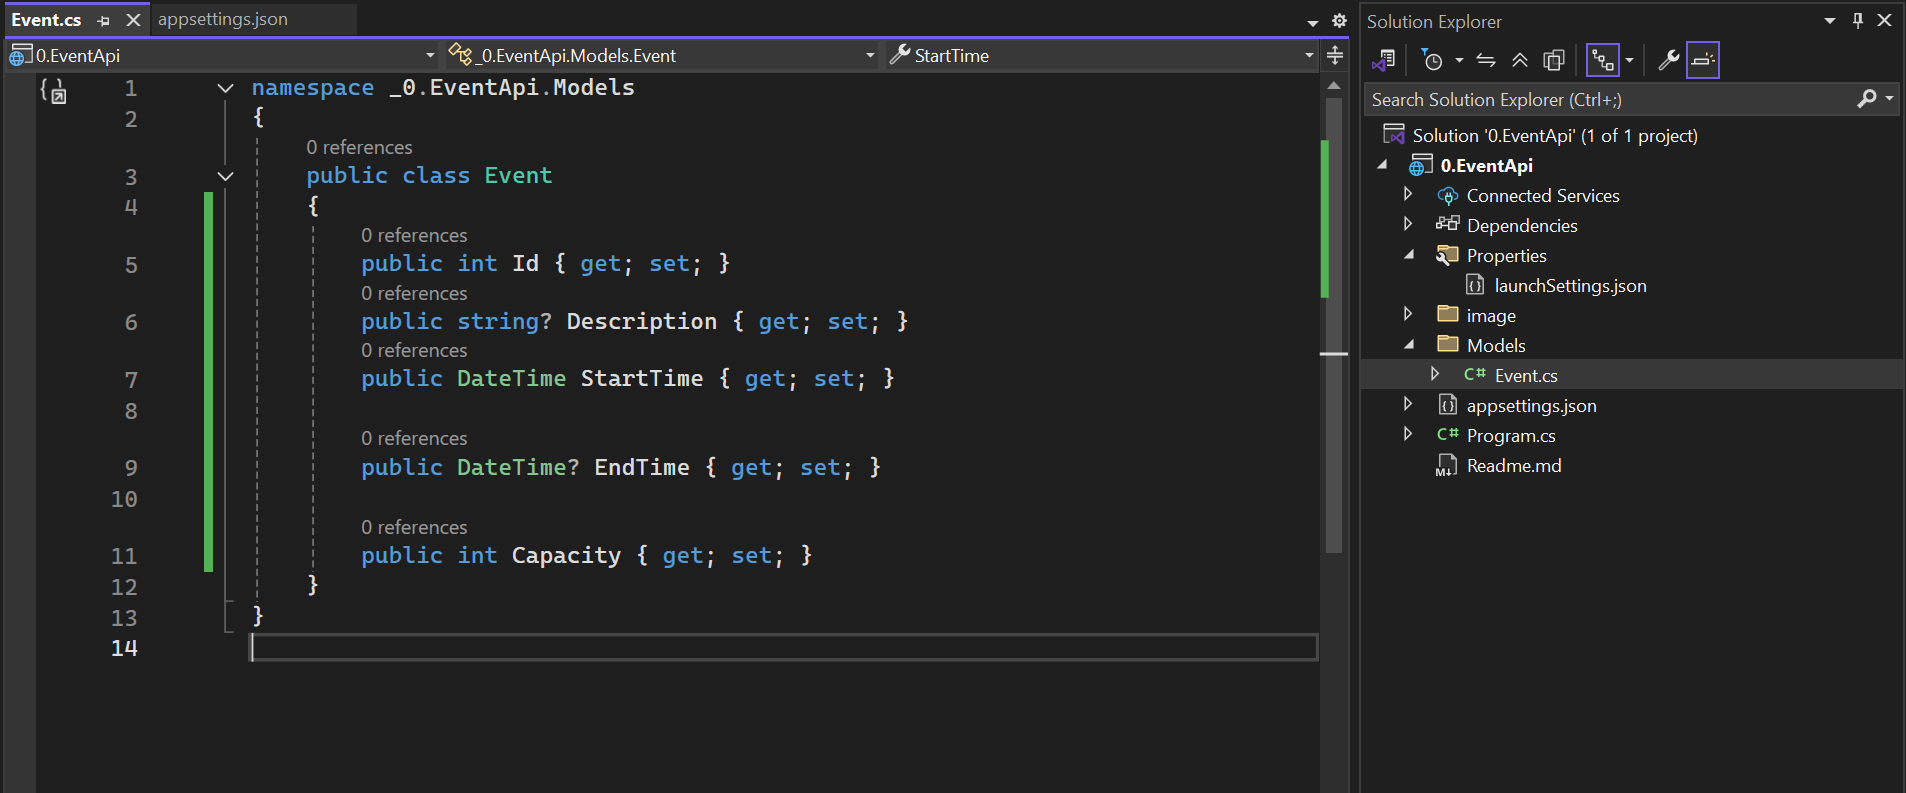 Event.cs
appsettings.json
0.EventApi
_0.EventApi.Models.Event
StartTime
1 namespace _0.EventApi.Models
2 {
0 references
3 public class Event
4 {
0 references
5 public int Id { get; set; }
0 references
6 public string? Description { get; set; }
0 references
7 public DateTime StartTime { get; set; }
8
0 references
9 public DateTime? EndTime { get; set; }
10
0 references
11 public int Capacity { get; set; }
12 }
13 }
14
Solution Explorer
Search Solution Explorer (Ctrl+;)
Solution '0.EventApi' (1 of 1 project)
0.EventApi
Connected Services
Dependencies
Properties
launchSettings.json
image
Models
C# Event.cs
appsettings.json
C# Program.cs
Readme.md